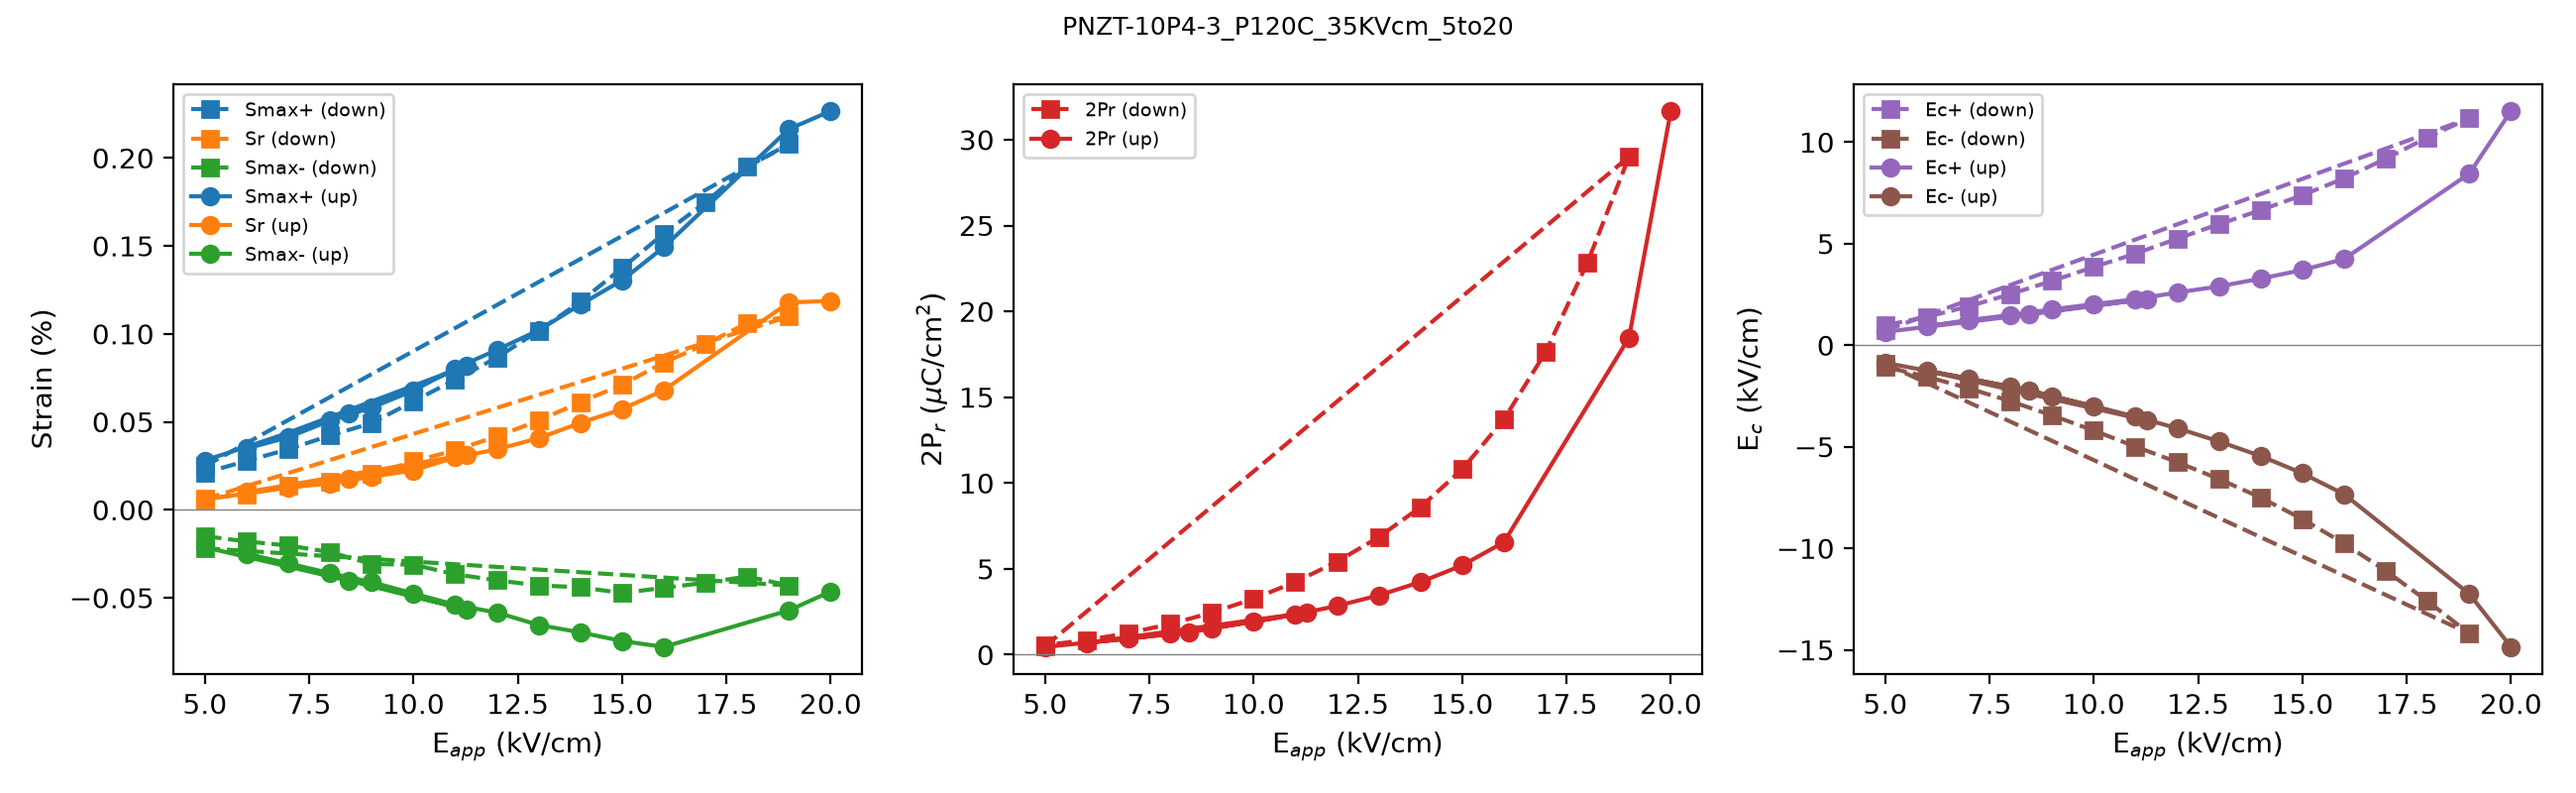 PNZT-10P4-3_P120C_35KVcm_5to20
Strain (%)
0.20
0.15
0.10
0.05
0.00
−0.05
Smax+ (down)
Sr (down)
Smax- (down)
Smax+ (up)
Sr (up)
Smax- (up)
5.0 7.5 10.0 12.5 15.0 17.5 20.0
E_app (kV/cm)
2P_r (μC/cm²)
30
25
20
15
10
5
0
2Pr (down)
2Pr (up)
5.0 7.5 10.0 12.5 15.0 17.5 20.0
E_app (kV/cm)
E_c (kV/cm)
10
5
0
−5
−10
−15
Ec+ (down)
Ec- (down)
Ec+ (up)
Ec- (up)
5.0 7.5 10.0 12.5 15.0 17.5 20.0
E_app (kV/cm)